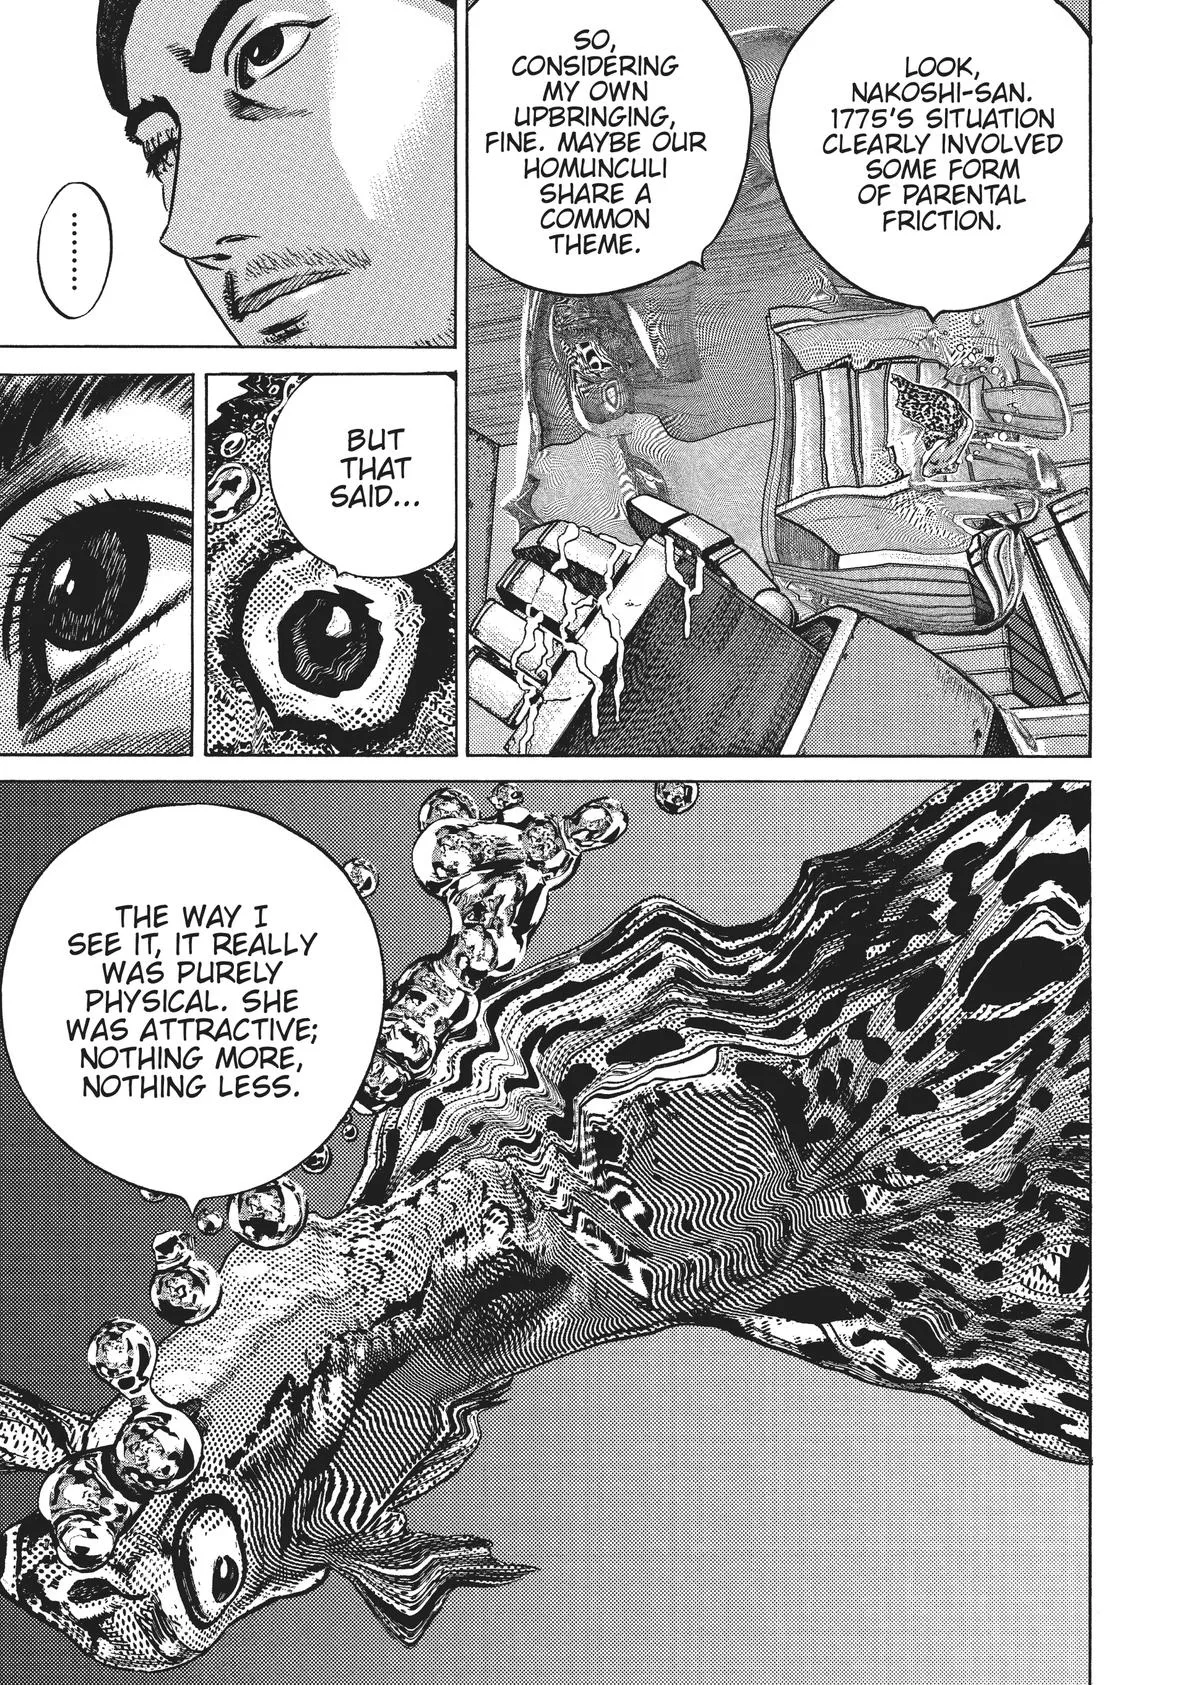 LOOK,
NAKOSHI-SAN.
1775'S SITUATION
CLEARLY INVOLVED
SOME FORM
OF PARENTAL
FRICTION.
SO,
CONSIDERING
MY OWN
UPBRINGING,
FINE. MAYBE OUR
HOMUNCULI
SHARE A
COMMON
THEME.
.........
BUT
THAT
SAID...
THE WAY I
SEE IT, IT REALLY
WAS PURELY
PHYSICAL. SHE
WAS ATTRACTIVE;
NOTHING MORE,
NOTHING LESS.